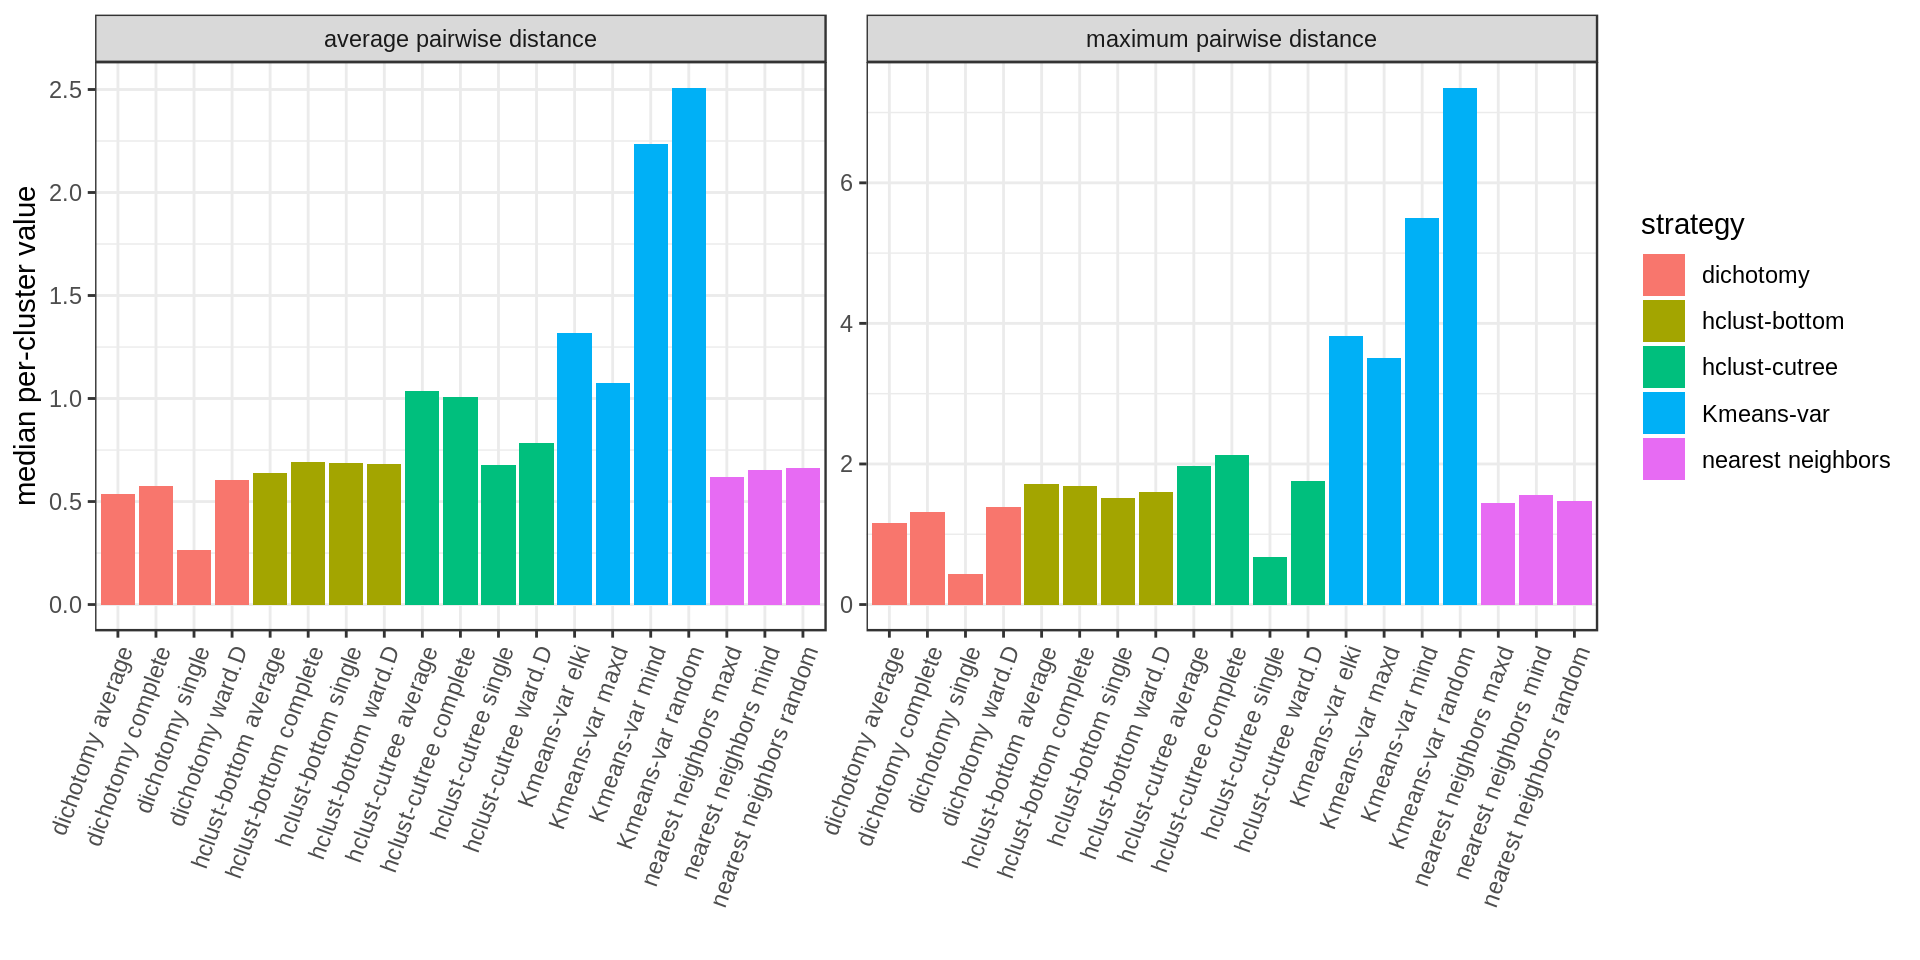 average pairwise distance
maximum pairwise distance
median per-cluster value
2.5
2.0
1.5
1.0
0.5
0.0
6
4
2
0
dichotomy average
dichotomy complete
dichotomy single
dichotomy ward.D
hclust-bottom average
hclust-bottom complete
hclust-bottom single
hclust-bottom ward.D
hclust-cutree average
hclust-cutree complete
hclust-cutree single
hclust-cutree ward.D
Kmeans-var elki
Kmeans-var maxd
Kmeans-var mind
Kmeans-var random
nearest neighbors maxd
nearest neighbors mind
nearest neighbors random
dichotomy average
dichotomy complete
dichotomy single
dichotomy ward.D
hclust-bottom average
hclust-bottom complete
hclust-bottom single
hclust-bottom ward.D
hclust-cutree average
hclust-cutree complete
hclust-cutree single
hclust-cutree ward.D
Kmeans-var elki
Kmeans-var maxd
Kmeans-var mind
Kmeans-var random
nearest neighbors maxd
nearest neighbors mind
nearest neighbors random
strategy
dichotomy
hclust-bottom
hclust-cutree
Kmeans-var
nearest neighbors